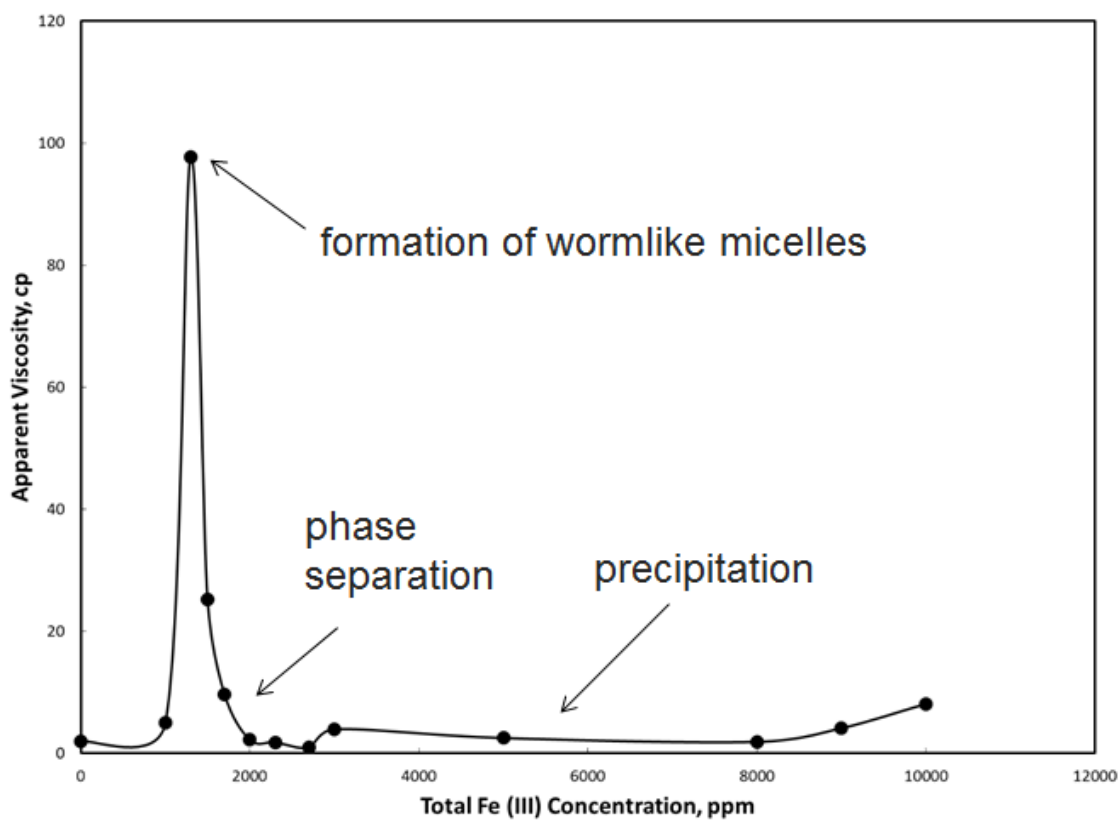 120
100
80
60
40
20
0
Apparent Viscosity, cp
formation of wormlike micelles
phase
separation
precipitation
0 2000 4000 6000 8000 10000 12000
Total Fe (III) Concentration, ppm